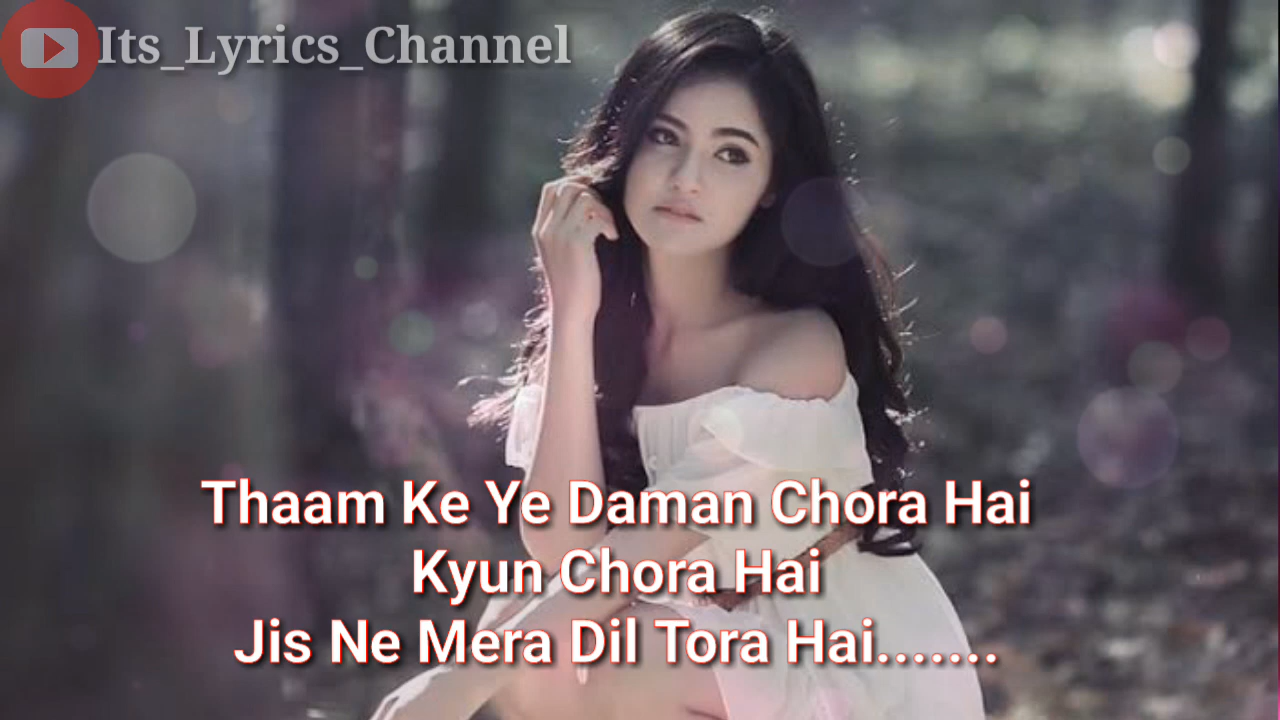 Its_Lyrics_Channel
Thaam Ke Ye Daman Chora Hai
Kyun Chora Hai
Jis Ne Mera Dil Tora Hai.......